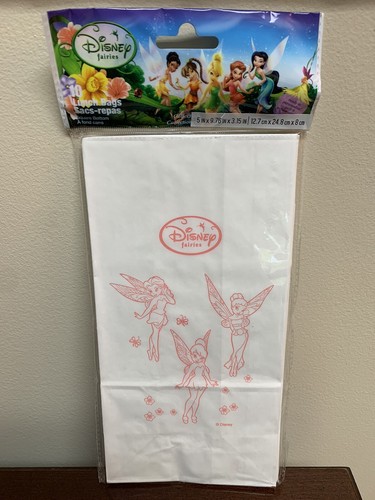 Disney
fairies
10
Lunch Bags
Sacs-repas
5 IN x 9.75 IN x 3.15 IN / 12.7 cm x 24.8 cm x 8 cm
Disney
fairies
© Disney